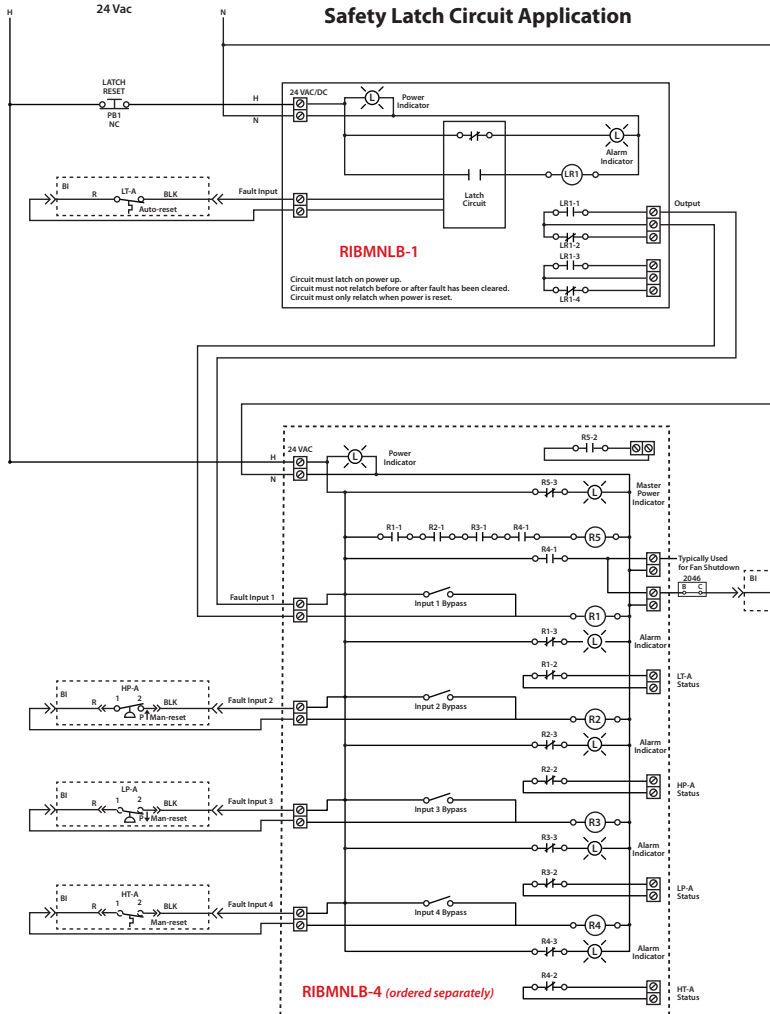 Safety Latch Circuit Application
H
24 Vac
N
LATCH
RESET
PB1
NC
H
N
24 VAC/DC
L
Power
Indicator
L
Alarm
Indicator
LR1
Latch
Circuit
BI
R
LT-A
BLK
Auto-reset
Fault Input
LR1-1
Output
LR1-2
LR1-3
LR1-4
RIBMNLB-1
Circuit must latch on power up.
Circuit must not relatch before or after fault has been cleared.
Circuit must only relatch when power is reset.
24 VAC
H
N
L
Power
Indicator
R5-2
R5-3
L
Master
Power
Indicator
R1-1
R2-1
R3-1
R4-1
R5
R4-1
Typically Used
for Fan Shutdown
2046
B C
BI
Fault Input 1
Input 1 Bypass
R1
R1-3
L
Alarm
Indicator
R1-2
LT-A
Status
BI
HP-A
R
1
2
BLK
P
Man-reset
Fault Input 2
Input 2 Bypass
R2
R2-3
L
Alarm
Indicator
R2-2
HP-A
Status
BI
LP-A
R
1
2
BLK
P
Man-reset
Fault Input 3
Input 3 Bypass
R3
R3-3
L
Alarm
Indicator
R3-2
LP-A
Status
BI
HT-A
R
1
2
BLK
Man-reset
Fault Input 4
Input 4 Bypass
R4
R4-3
L
Alarm
Indicator
R4-2
HT-A
Status
RIBMNLB-4 (ordered separately)